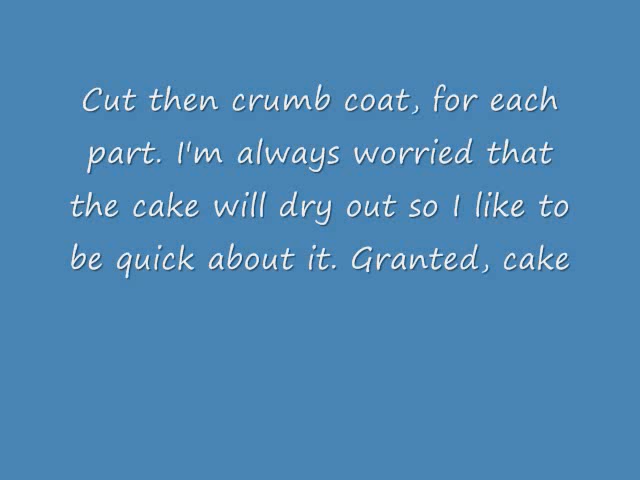 Cut then crumb coat, for each
part. I'm always worried that
the cake will dry out so I like to
be quick about it. Granted, cake